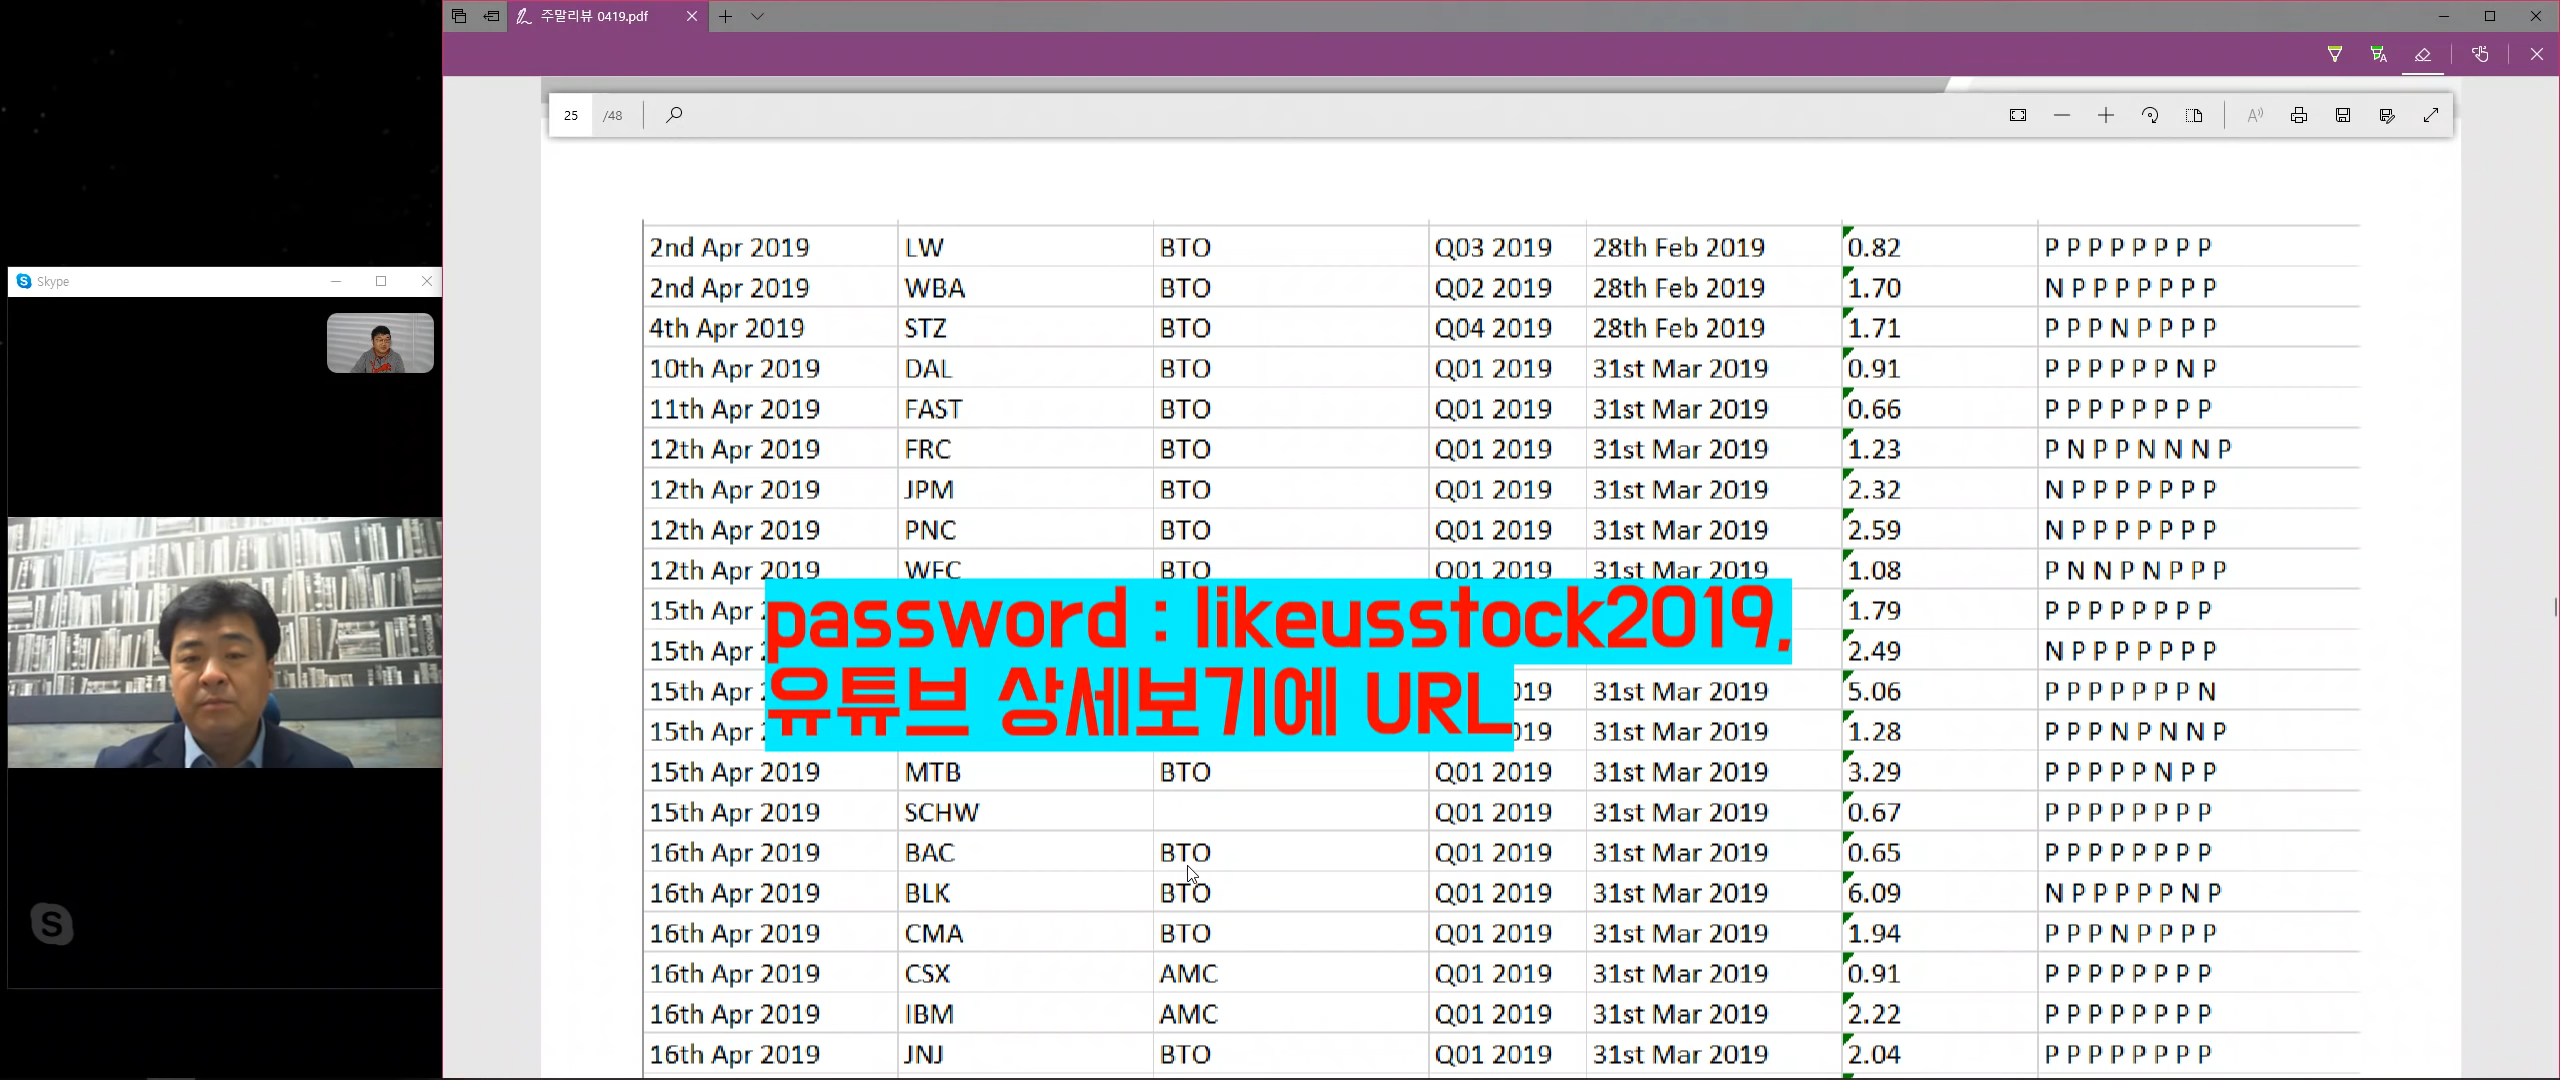 주말리뷰 0419.pdf
25 /48
Skype
2nd Apr 2019 LW BTO Q03 2019 28th Feb 2019 0.82 P P P P P P P P
2nd Apr 2019 WBA BTO Q02 2019 28th Feb 2019 1.70 N P P P P P P P
4th Apr 2019 STZ BTO Q04 2019 28th Feb 2019 1.71 P P P N P P P P
10th Apr 2019 DAL BTO Q01 2019 31st Mar 2019 0.91 P P P P P P N P
11th Apr 2019 FAST BTO Q01 2019 31st Mar 2019 0.66 P P P P P P P P
12th Apr 2019 FRC BTO Q01 2019 31st Mar 2019 1.23 P N P P N N N P
12th Apr 2019 JPM BTO Q01 2019 31st Mar 2019 2.32 N P P P P P P P
12th Apr 2019 PNC BTO Q01 2019 31st Mar 2019 2.59 N P P P P P P P
12th Apr 2019 WFC BTO Q01 2019 31st Mar 2019 1.08 P N N P N P P P
15th Apr 1.79 P P P P P P P P
15th Apr 2.49 N P P P P P P P
15th Apr 31st Mar 2019 5.06 P P P P P P P N
15th Apr 31st Mar 2019 1.28 P P P N P N N P
password : likeusstock2019,
유튜브 상세보기에 URL
15th Apr 2019 MTB BTO Q01 2019 31st Mar 2019 3.29 P P P P P N P P
15th Apr 2019 SCHW Q01 2019 31st Mar 2019 0.67 P P P P P P P P
16th Apr 2019 BAC BTO Q01 2019 31st Mar 2019 0.65 P P P P P P P P
16th Apr 2019 BLK BTO Q01 2019 31st Mar 2019 6.09 N P P P P P N P
16th Apr 2019 CMA BTO Q01 2019 31st Mar 2019 1.94 P P P N P P P P
16th Apr 2019 CSX AMC Q01 2019 31st Mar 2019 0.91 P P P P P P P P
16th Apr 2019 IBM AMC Q01 2019 31st Mar 2019 2.22 P P P P P P P P
16th Apr 2019 JNJ BTO Q01 2019 31st Mar 2019 2.04 P P P P P P P P